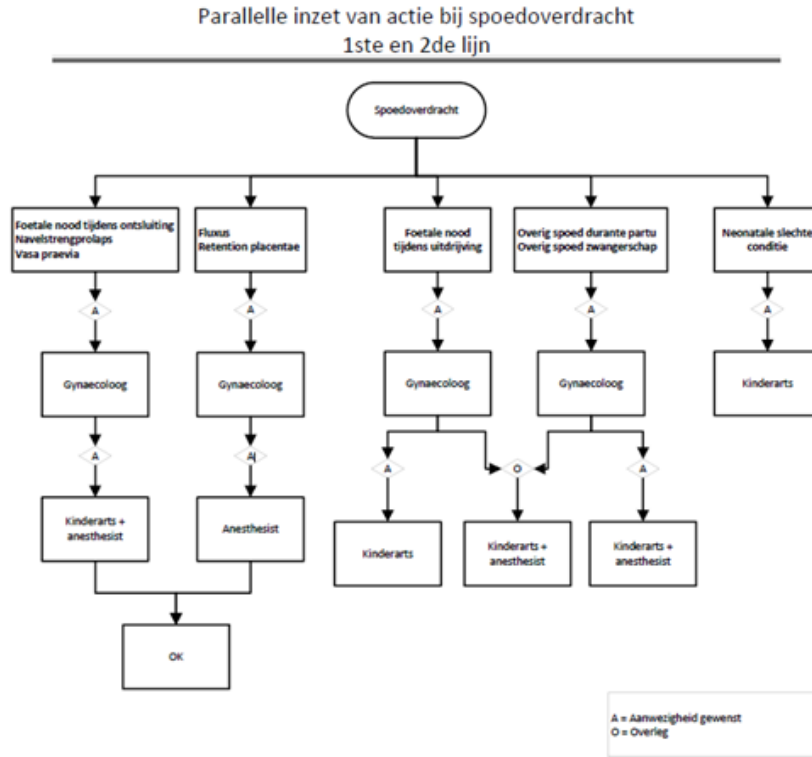 Parallelle inzet van actie bij spoedoverdracht
1ste en 2de lijn
Spoedoverdracht
Foetale nood tijdens ontsluiting
Navelstrengprolaps
Vasa praevia
Fluxus
Retention placentae
Foetale nood
tijdens uitdrijving
Overig spoed durante partu
Overig spoed zwangerschap
Neonatale slechte
conditie
A
A
A
A
A
Gynaecoloog
Gynaecoloog
Gynaecoloog
Gynaecoloog
Kinderarts
A
A
A
O
A
Kinderarts +
anesthesist
Anesthesist
Kinderarts
Kinderarts +
anesthesist
Kinderarts +
anesthesist
OK
A = Aanwezigheid gewenst
O = Overleg